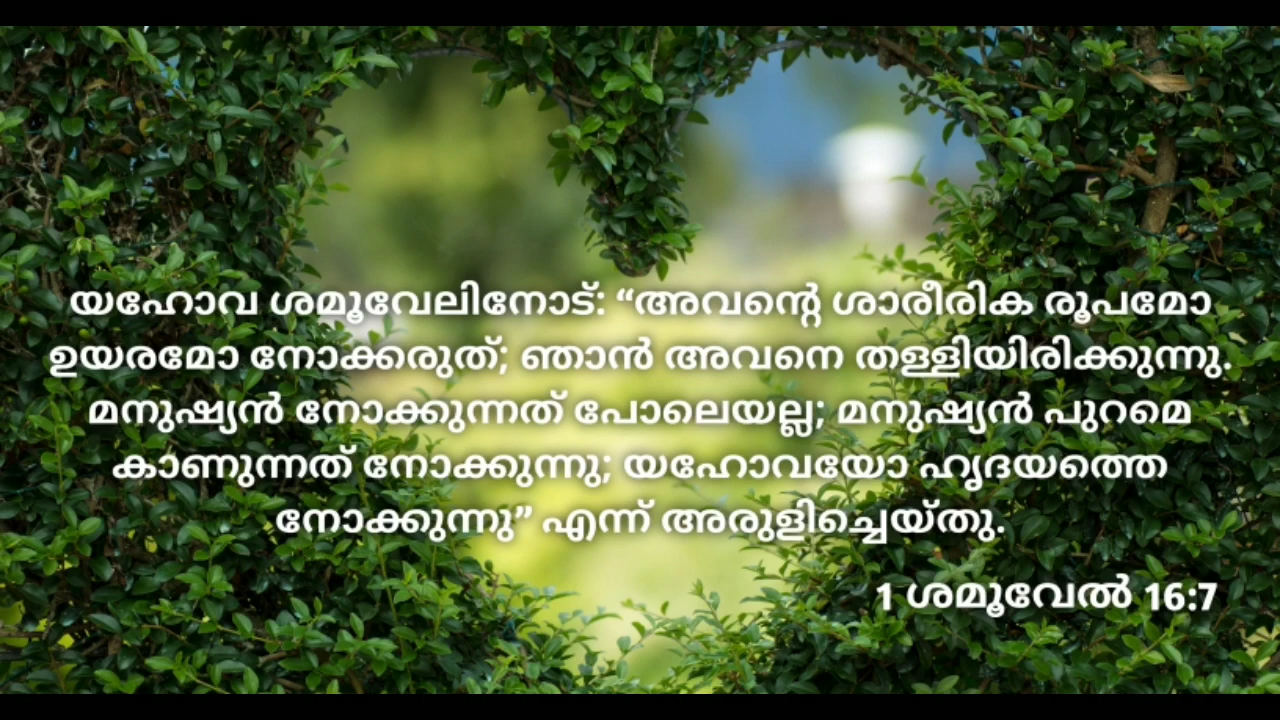 യഹോവ ശമൂവേലിനോട്: “അവന്റെ ശാരീരിക രൂപമോ
ഉയരമോ നോക്കരുത്; ഞാൻ അവനെ തള്ളിയിരിക്കുന്നു.
മനുഷ്യൻ നോക്കുന്നത് പോലെയല്ല; മനുഷ്യൻ പുറമെ
കാണുന്നത് നോക്കുന്നു; യഹോവയോ ഹൃദയത്തെ
നോക്കുന്നു” എന്ന് അരുളിച്ചെയ്തു.
1 ശമൂവേൽ 16:7